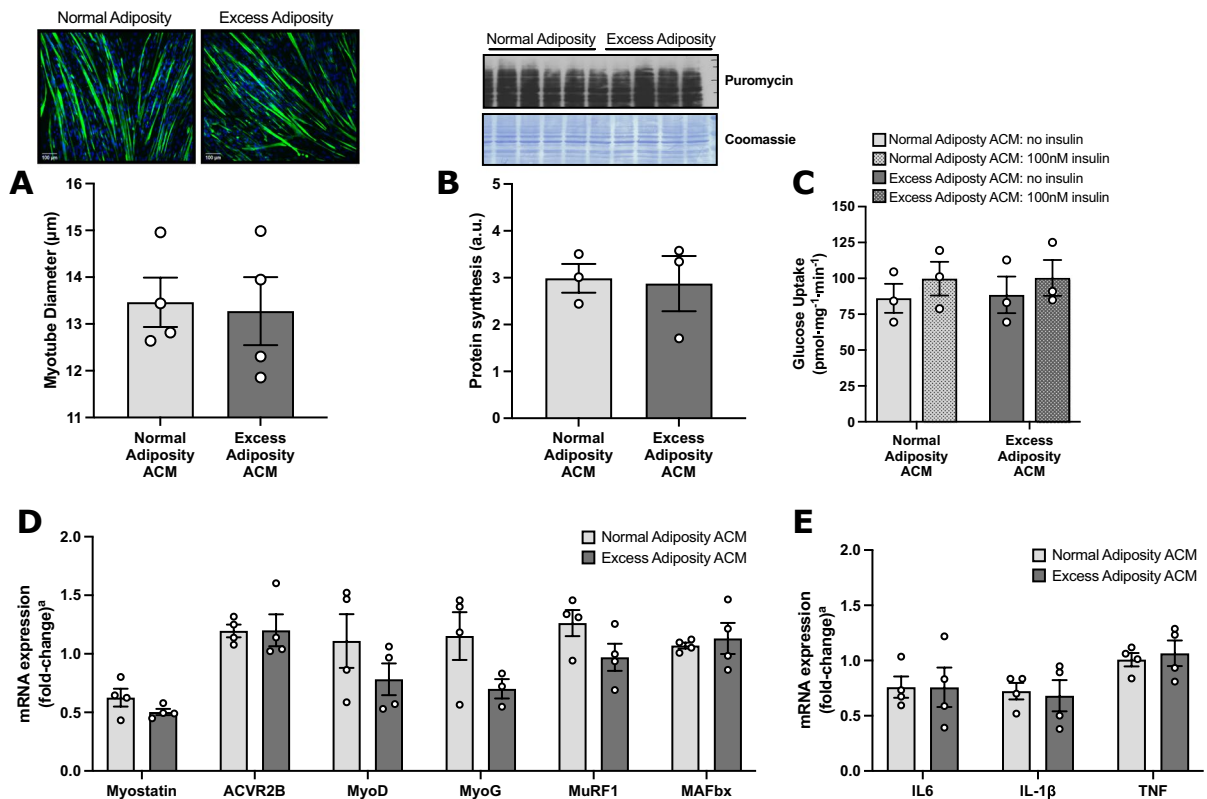 Normal Adiposity
Excess Adiposity
100 µm
100 µm
Normal Adiposity
Excess Adiposity
Puromycin
Coomassie
A
Myotube Diameter (µm)
16
15
14
13
12
11
Normal
Adiposity
ACM
Excess
Adiposity
ACM
B
Protein synthesis (a.u.)
5
4
3
2
1
0
Normal
Adiposity
ACM
Excess
Adiposity
ACM
C
Normal Adiposty ACM: no insulin
Normal Adiposty ACM: 100nM insulin
Excess Adiposty ACM: no insulin
Excess Adiposty ACM: 100nM insulin
Glucose Uptake
(pmol·mg⁻¹·min⁻¹)
150
125
100
75
50
25
0
Normal
Adiposity
ACM
Excess
Adiposity
ACM
D
Normal Adiposity ACM
Excess Adiposity ACM
mRNA expression
(fold-change)ᵃ
2.0
1.5
1.0
0.5
0.0
Myostatin
ACVR2B
MyoD
MyoG
MuRF1
MAFbx
E
Normal Adiposity ACM
Excess Adiposity ACM
mRNA expression
(fold-change)ᵃ
2.0
1.5
1.0
0.5
0.0
IL6
IL-1β
TNF